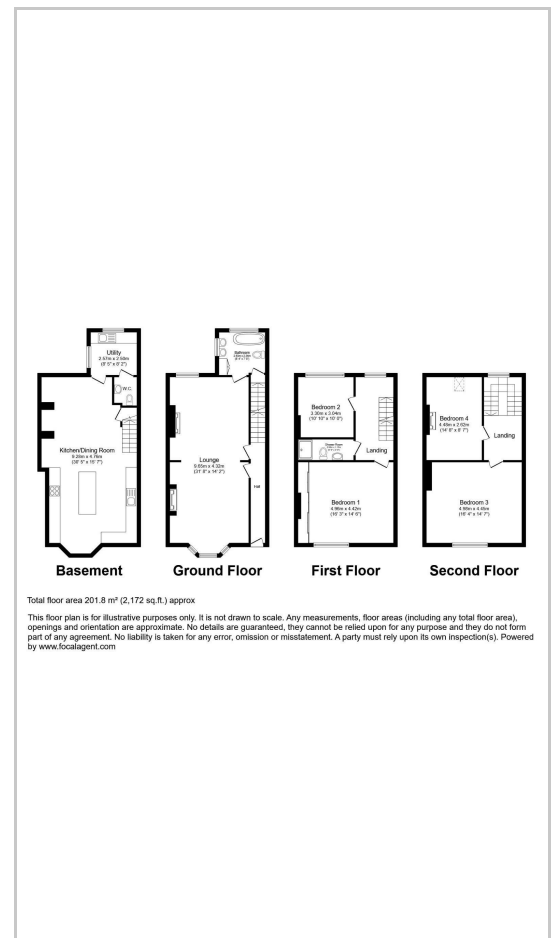 Utility
2.57m x 2.50m
(8' 5" x 8' 2")
W.C.
Kitchen/Dining Room
9.28m x 4.76m
(30' 5" x 15' 7")
Basement
Bathroom
Lounge
9.65m x 4.32m
(31' 8" x 14' 2")
Hall
Ground Floor
Bedroom 2
3.30m x 3.04m
(10' 10" x 10' 0")
Shower Room
Landing
Bedroom 1
4.96m x 4.42m
(16' 3" x 14' 6")
First Floor
Bedroom 4
4.48m x 2.62m
(14' 8" x 8' 7")
Landing
Bedroom 3
4.98m x 4.45m
(16' 4" x 14' 7")
Second Floor
Total floor area 201.8 m² (2,172 sq.ft.) approx
This floor plan is for illustrative purposes only. It is not drawn to scale. Any measurements, floor areas (including any total floor area),
openings and orientation are approximate. No details are guaranteed, they cannot be relied upon for any purpose and they do not form
part of any agreement. No liability is taken for any error, omission or misstatement. A party must rely upon its own inspection(s). Powered
by www.focalagent.com